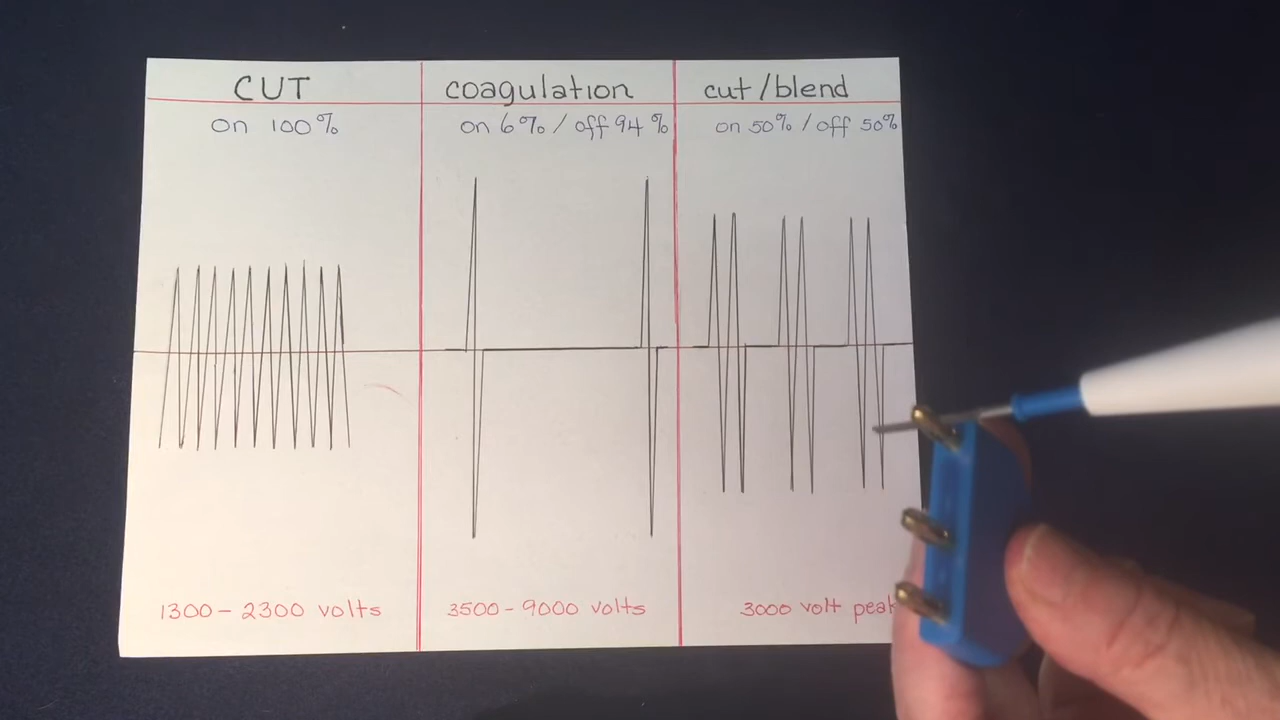 CUT
on 100%
1300-2300 volts
coagulation
on 6% / off 94%
3500-9000 volts
cut/blend
on 50% / off 50%
3000 volt peak